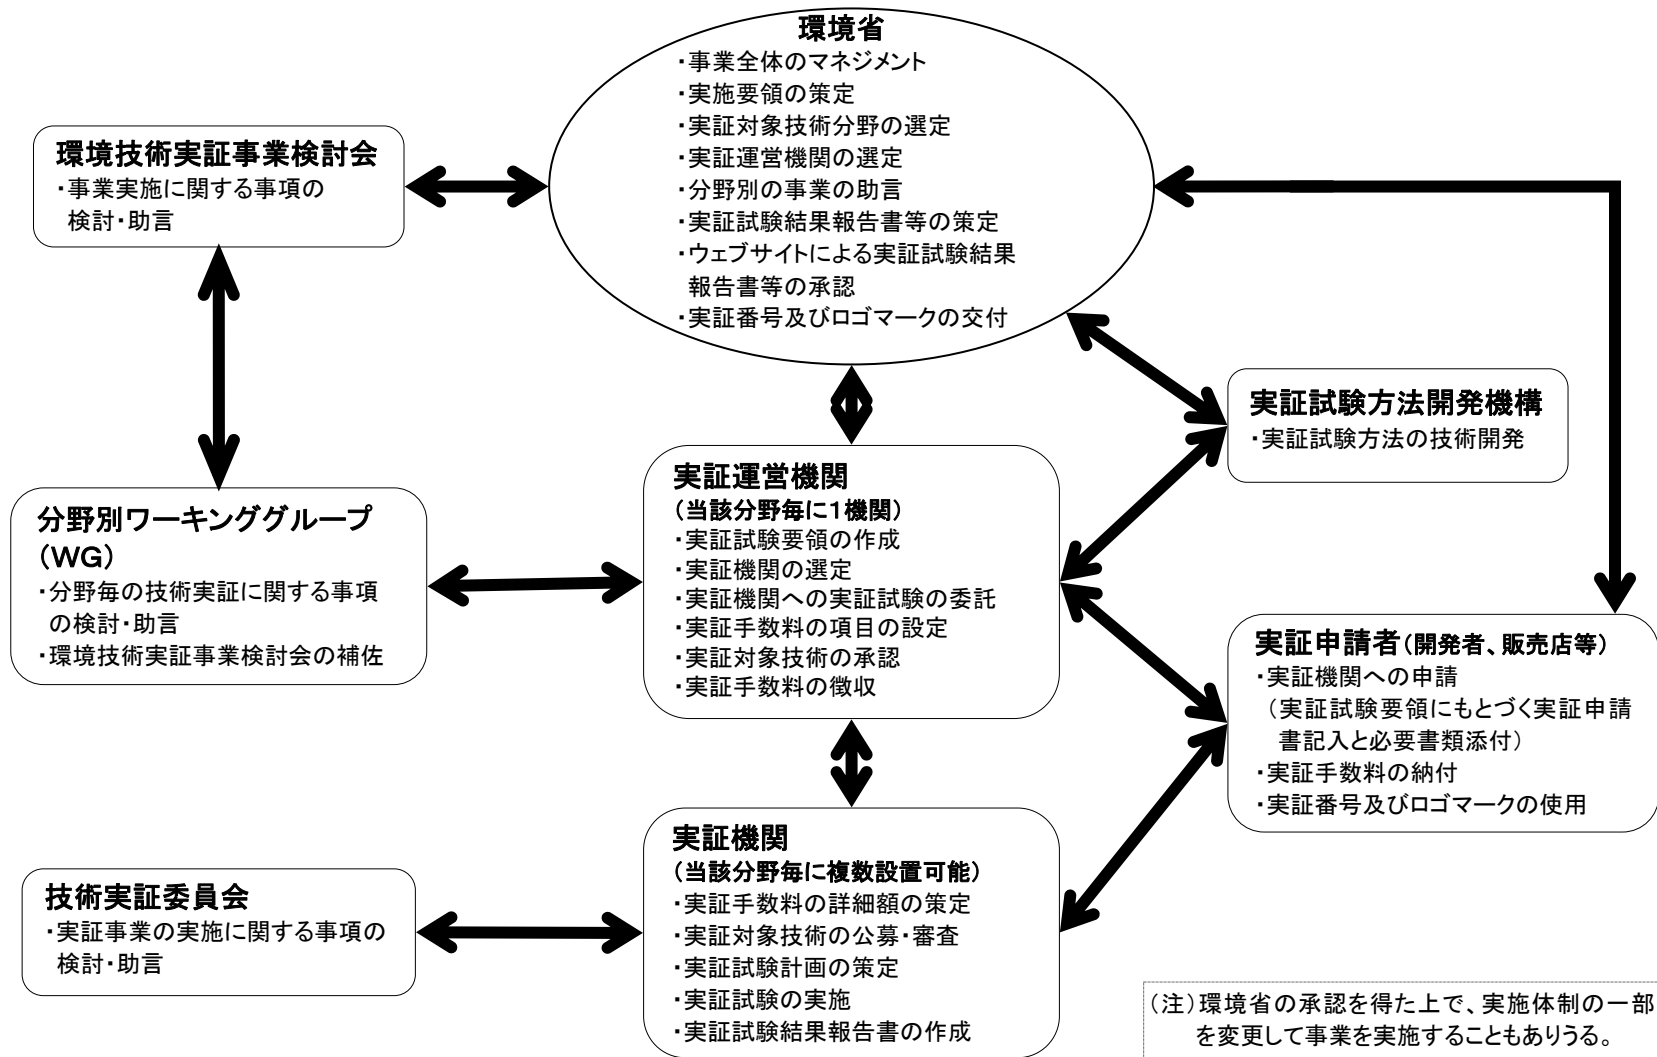 環境省
・事業全体のマネジメント
・実施要領の策定
・実証対象技術分野の選定
・実証運営機関の選定
・分野別の事業の助言
・実証試験結果報告書等の策定
・ウェブサイトによる実証試験結果
報告書等の承認
・実証番号及びロゴマークの交付
環境技術実証事業検討会
・事業実施に関する事項の
検討・助言
実証試験方法開発機構
・実証試験方法の技術開発
分野別ワーキンググループ
(WG)
・分野毎の技術実証に関する事項
の検討・助言
・環境技術実証事業検討会の補佐
実証運営機関
(当該分野毎に1機関)
・実証試験要領の作成
・実証機関の選定
・実証機関への実証試験の委託
・実証手数料の項目の設定
・実証対象技術の承認
・実証手数料の徴収
実証申請者(開発者、販売店等)
・実証機関への申請
(実証試験要領にもとづく実証申請
書記入と必要書類添付)
・実証手数料の納付
・実証番号及びロゴマークの使用
技術実証委員会
・実証事業の実施に関する事項の
検討・助言
実証機関
(当該分野毎に複数設置可能)
・実証手数料の詳細額の策定
・実証対象技術の公募・審査
・実証試験計画の策定
・実証試験の実施
・実証試験結果報告書の作成
(注)環境省の承認を得た上で、実施体制の一部
を変更して事業を実施することもありうる。